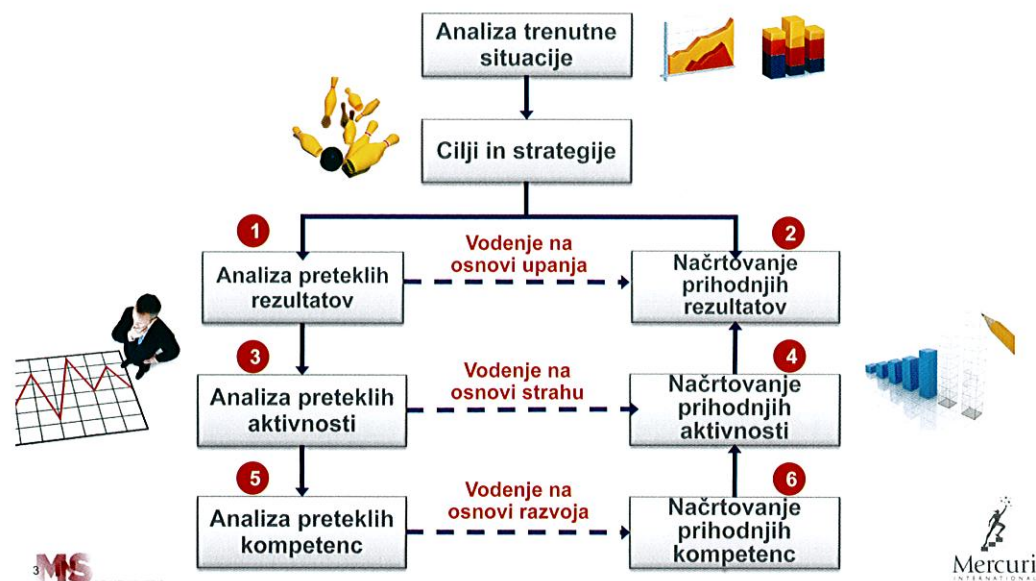 Analiza trenutne
situacije
Cilji in strategije
1
2
Analiza preteklih
rezultatov
Vodenje na
osnovi upanja
Načrtovanje
prihodnjih
rezultatov
3
4
Analiza preteklih
aktivnosti
Vodenje na
osnovi strahu
Načrtovanje
prihodnjih
aktivnosti
5
6
Analiza preteklih
kompetenc
Vodenje na
osnovi razvoja
Načrtovanje
prihodnjih
kompetenc
3
MNS
Mercuri
INTERNATIONAL